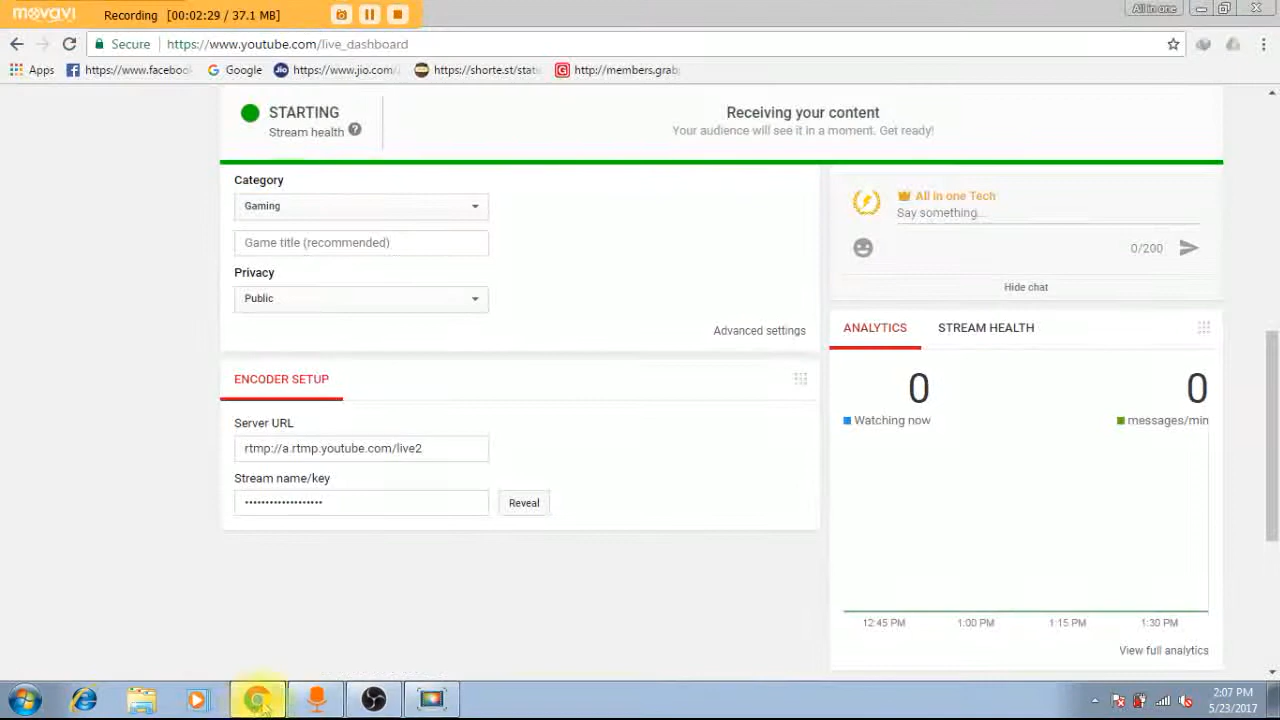 movavi
Recording [00:02:29 / 37.1 MB]
All in one
Secure https://www.youtube.com/live_dashboard
Apps https://www.faceboo Google https://www.jio.com/ https://shorte.st/stat http://members.grab
STARTING
Stream health
Receiving your content
Your audience will see it in a moment. Get ready!
Category
Gaming
Game title (recommended)
Privacy
Public
Advanced settings
All in one Tech
Say something...
0/200
Hide chat
ENCODER SETUP
Server URL
rtmp://a.rtmp.youtube.com/live2
Stream name/key
•••••••••••••••••••
Reveal
ANALYTICS STREAM HEALTH
0 0
Watching now messages/min
12:45 PM 1:00 PM 1:15 PM 1:30 PM
View full analytics
2:07 PM
5/23/2017